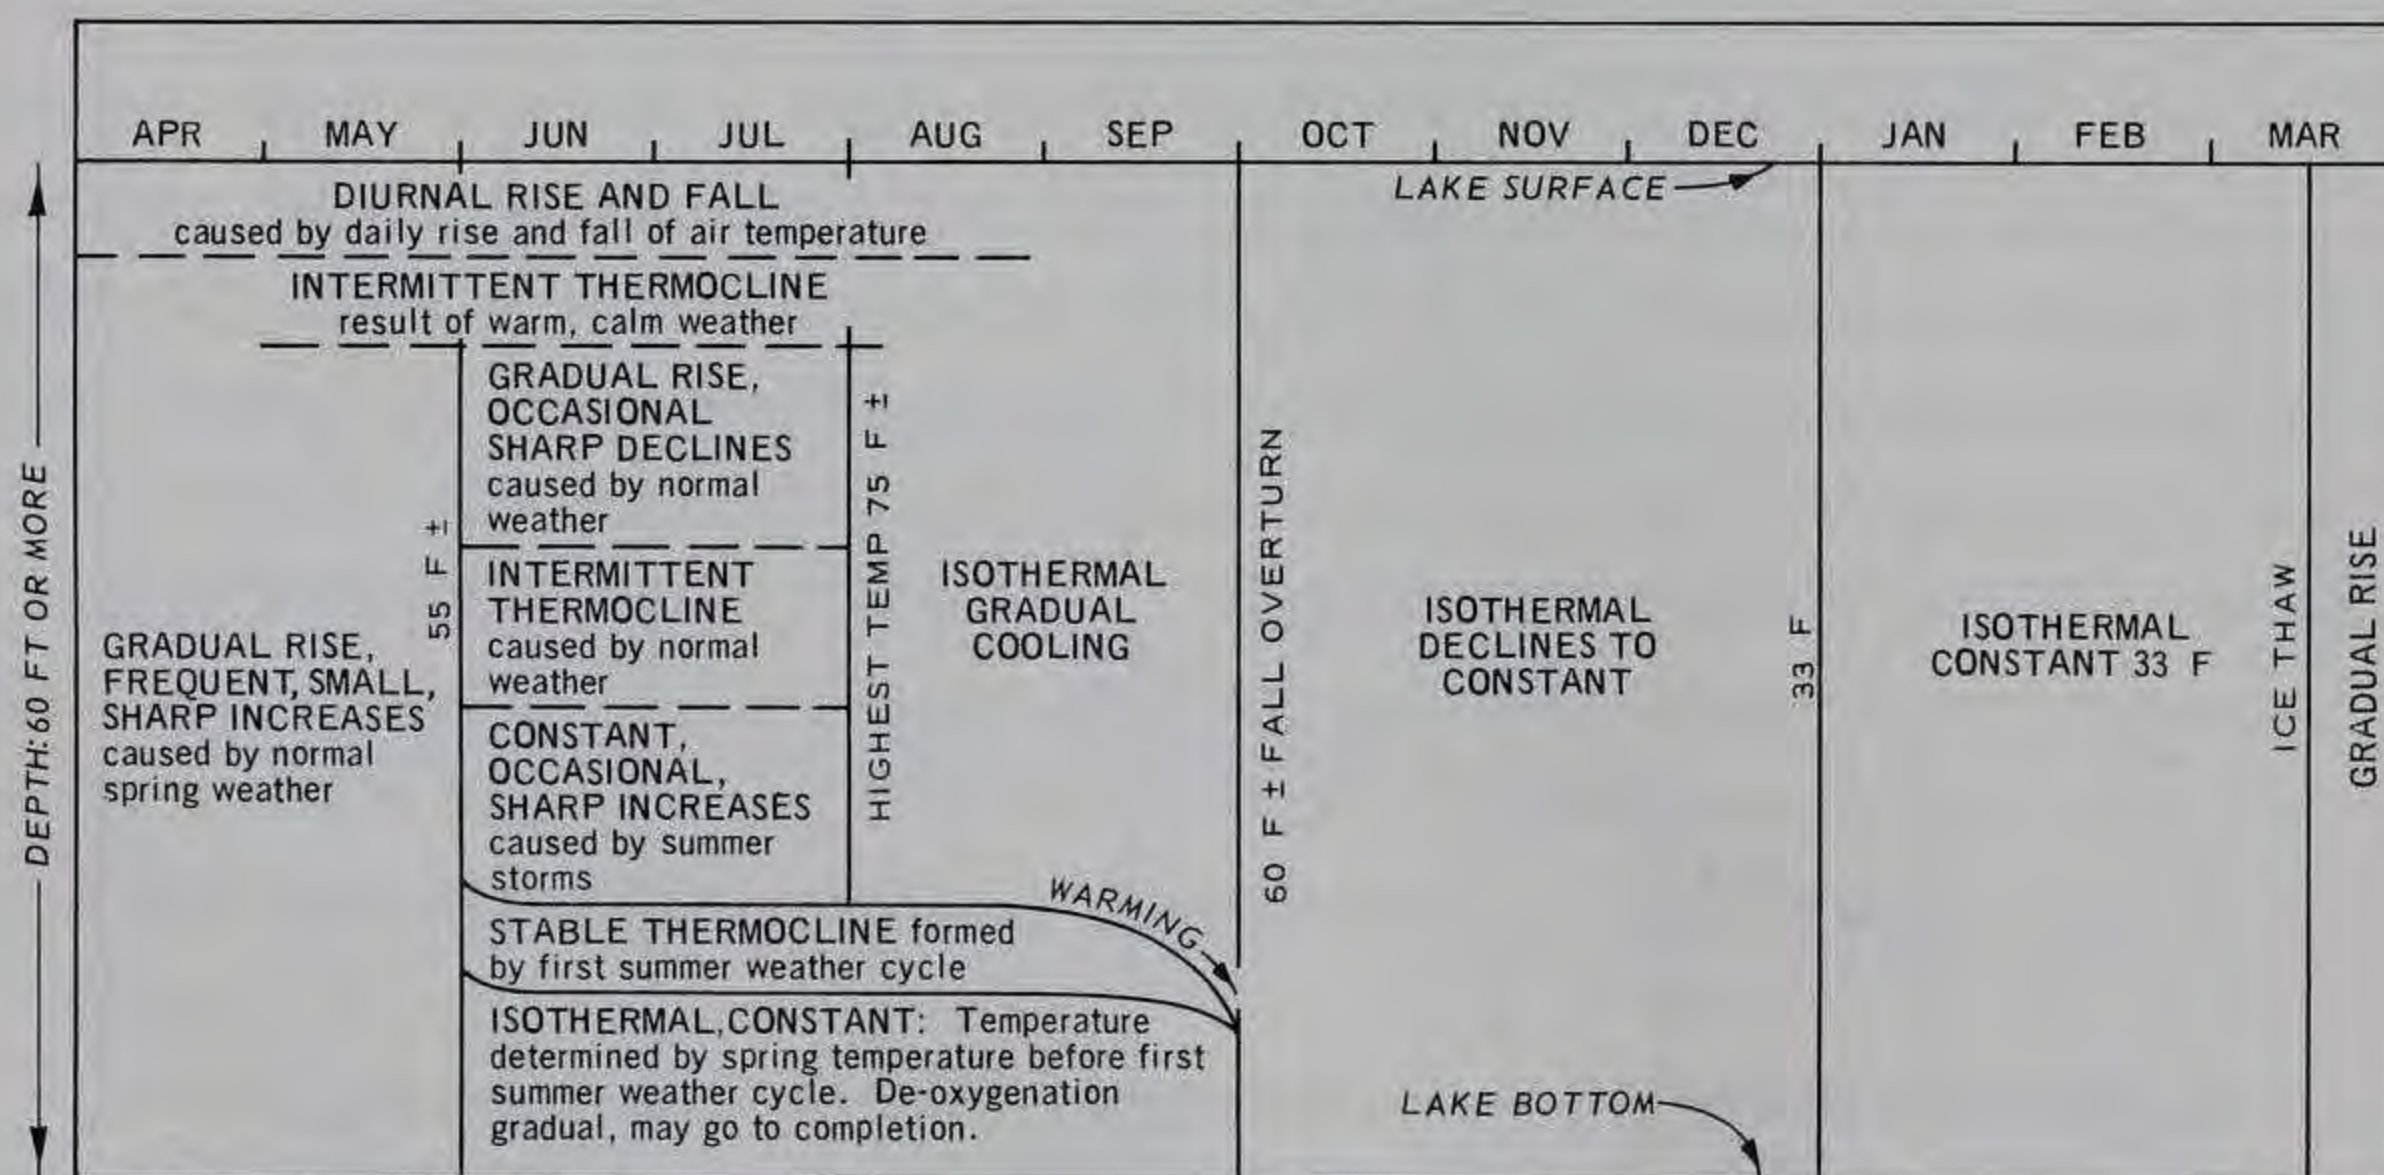 APR MAY JUN JUL AUG SEP OCT NOV DEC JAN FEB MAR
LAKE SURFACE
DIURNAL RISE AND FALL
caused by daily rise and fall of air temperature
INTERMITTENT THERMOCLINE
result of warm, calm weather
DEPTH: 60 FT OR MORE
GRADUAL RISE,
FREQUENT, SMALL,
SHARP INCREASES
caused by normal
spring weather
55 F ±
GRADUAL RISE,
OCCASIONAL
SHARP DECLINES
caused by normal
weather
INTERMITTENT
THERMOCLINE
caused by normal
weather
CONSTANT,
OCCASIONAL,
SHARP INCREASES
caused by summer
storms
HIGHEST TEMP 75 F ±
ISOTHERMAL
GRADUAL
COOLING
WARMING
STABLE THERMOCLINE formed
by first summer weather cycle
ISOTHERMAL, CONSTANT: Temperature
determined by spring temperature before first
summer weather cycle. De-oxygenation
gradual, may go to completion.
60 F ± FALL OVERTURN
ISOTHERMAL
DECLINES TO
CONSTANT
33 F
LAKE BOTTOM
ISOTHERMAL
CONSTANT 33 F
ICE THAW
GRADUAL RISE